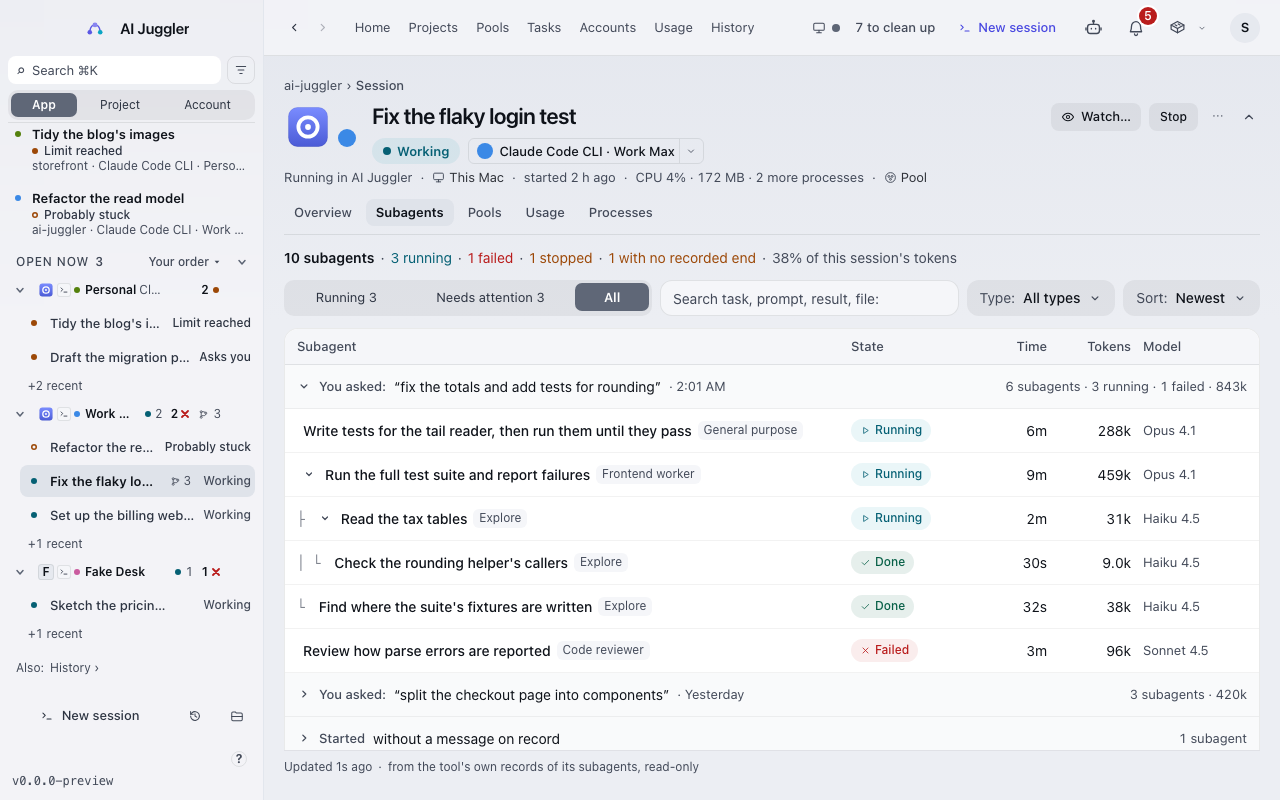 AI Juggler
Search ⌘K
App Project Account
Tidy the blog's images
Limit reached
storefront · Claude Code CLI · Perso…
Refactor the read model
Probably stuck
ai-juggler · Claude Code CLI · Work …
OPEN NOW 3 Your order
Personal Cl… 2
Tidy the blog's i… Limit reached
Draft the migration p… Asks you
+2 recent
Work … 2 2 3
Refactor the re… Probably stuck
Fix the flaky lo… 3 Working
Set up the billing web… Working
+1 recent
F Fake Desk 1 1
Sketch the pricin… Working
+1 recent
Also: History ›
New session
?
v0.0.0-preview
Home Projects Pools Tasks Accounts Usage History
7 to clean up
New session
5
S
ai-juggler › Session
Fix the flaky login test
Watch… Stop ···
Working Claude Code CLI · Work Max
Running in AI Juggler · This Mac · started 2 h ago · CPU 4% · 172 MB · 2 more processes · Pool
Overview Subagents Pools Usage Processes
10 subagents · 3 running · 1 failed · 1 stopped · 1 with no recorded end · 38% of this session's tokens
Running 3 Needs attention 3 All Search task, prompt, result, file: Type: All types Sort: Newest
Subagent State Time Tokens Model
You asked: “fix the totals and add tests for rounding” · 2:01 AM 6 subagents · 3 running · 1 failed · 843k
Write tests for the tail reader, then run them until they pass General purpose Running 6m 288k Opus 4.1
Run the full test suite and report failures Frontend worker Running 9m 459k Opus 4.1
Read the tax tables Explore Running 2m 31k Haiku 4.5
Check the rounding helper's callers Explore Done 30s 9.0k Haiku 4.5
Find where the suite's fixtures are written Explore Done 32s 38k Haiku 4.5
Review how parse errors are reported Code reviewer Failed 3m 96k Sonnet 4.5
You asked: “split the checkout page into components” · Yesterday 3 subagents · 420k
Started without a message on record 1 subagent
Updated 1s ago · from the tool's own records of its subagents, read-only